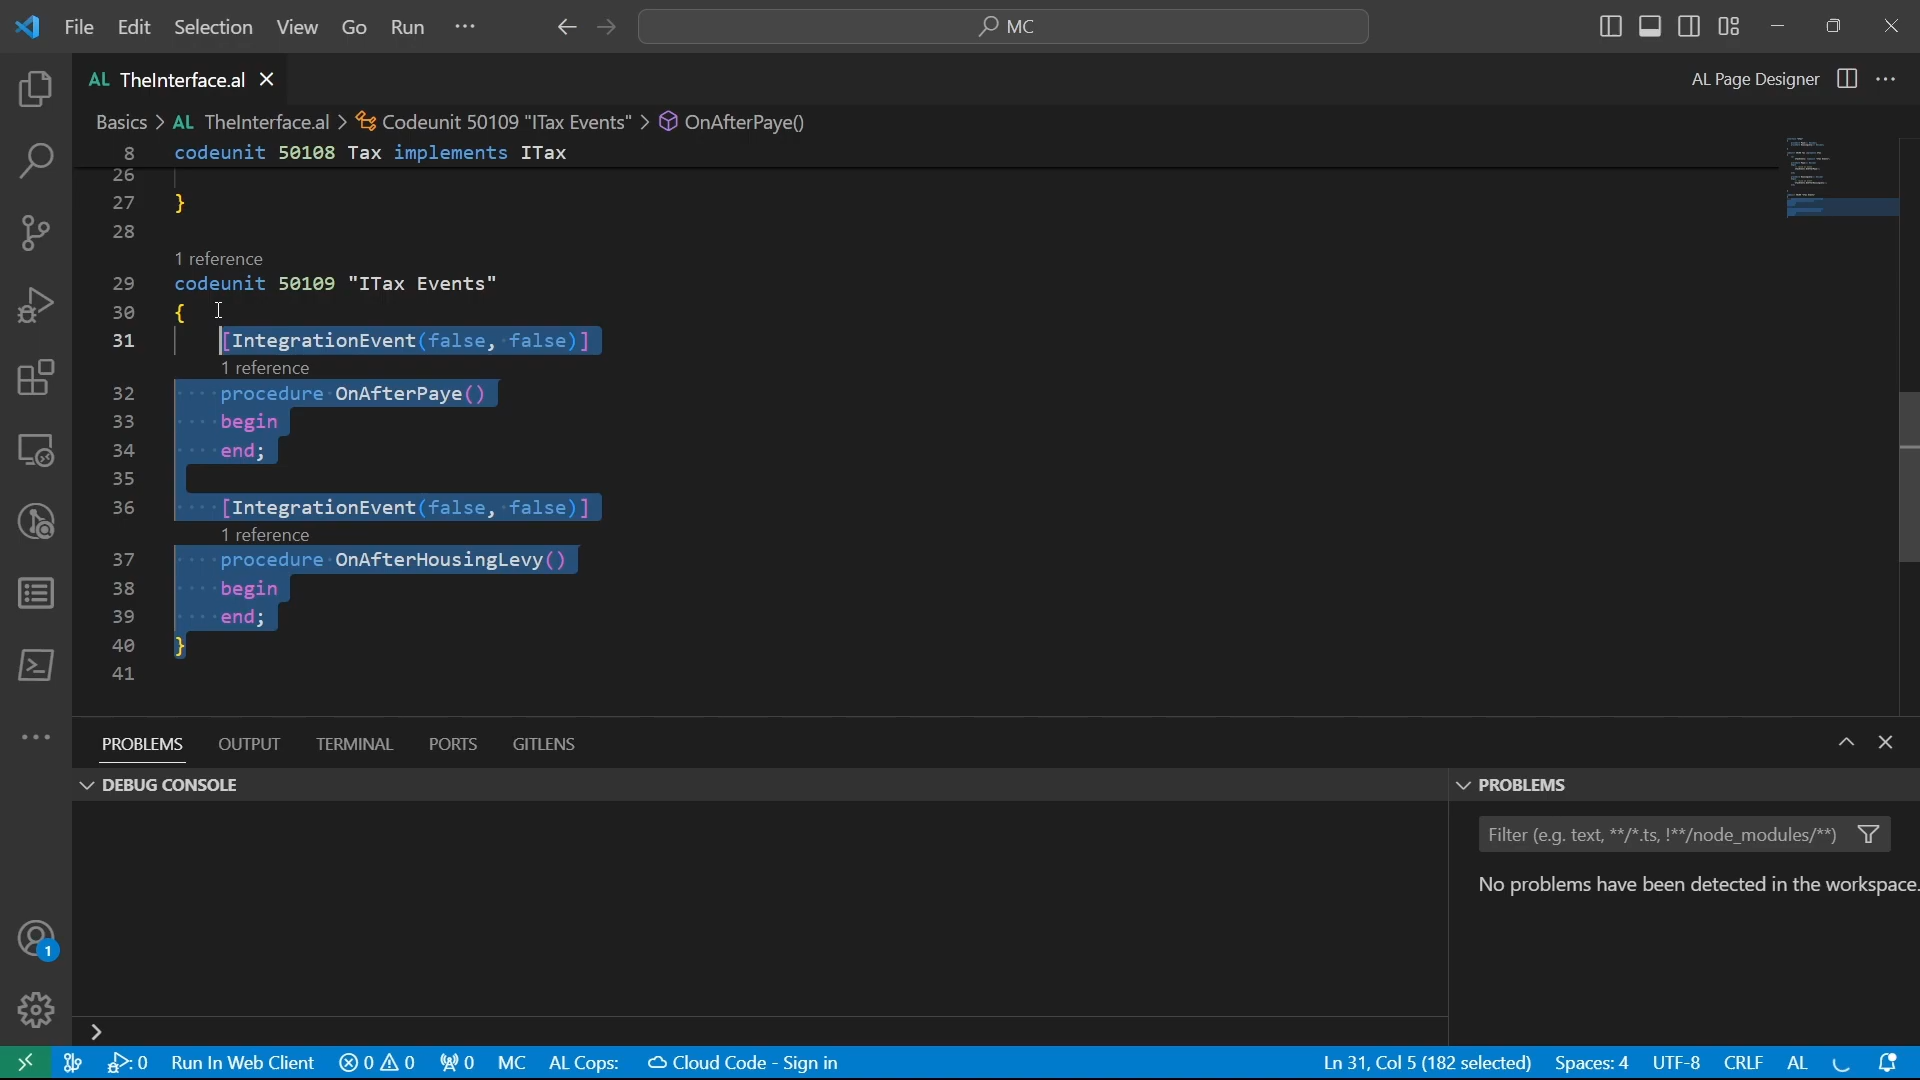 File Edit Selection View Go Run ··· MC
AL TheInterface.al AL Page Designer ···
Basics > AL TheInterface.al > Codeunit 50109 "ITax Events" > OnAfterPaye()
8 codeunit 50108 Tax implements ITax
26
27 }
28
1 reference
29 codeunit 50109 "ITax Events"
30 {
31 [IntegrationEvent(false, false)]
1 reference
32 procedure OnAfterPaye()
33 begin
34 end;
35
36 [IntegrationEvent(false, false)]
1 reference
37 procedure OnAfterHousingLevy()
38 begin
39 end;
40 }
41
PROBLEMS OUTPUT TERMINAL PORTS GITLENS
DEBUG CONSOLE PROBLEMS
Filter (e.g. text, **/*.ts, !**/node_modules/**)
No problems have been detected in the workspace.
1
0 Run In Web Client 0 0 0 MC AL Cops: Cloud Code - Sign in Ln 31, Col 5 (182 selected) Spaces: 4 UTF-8 CRLF AL